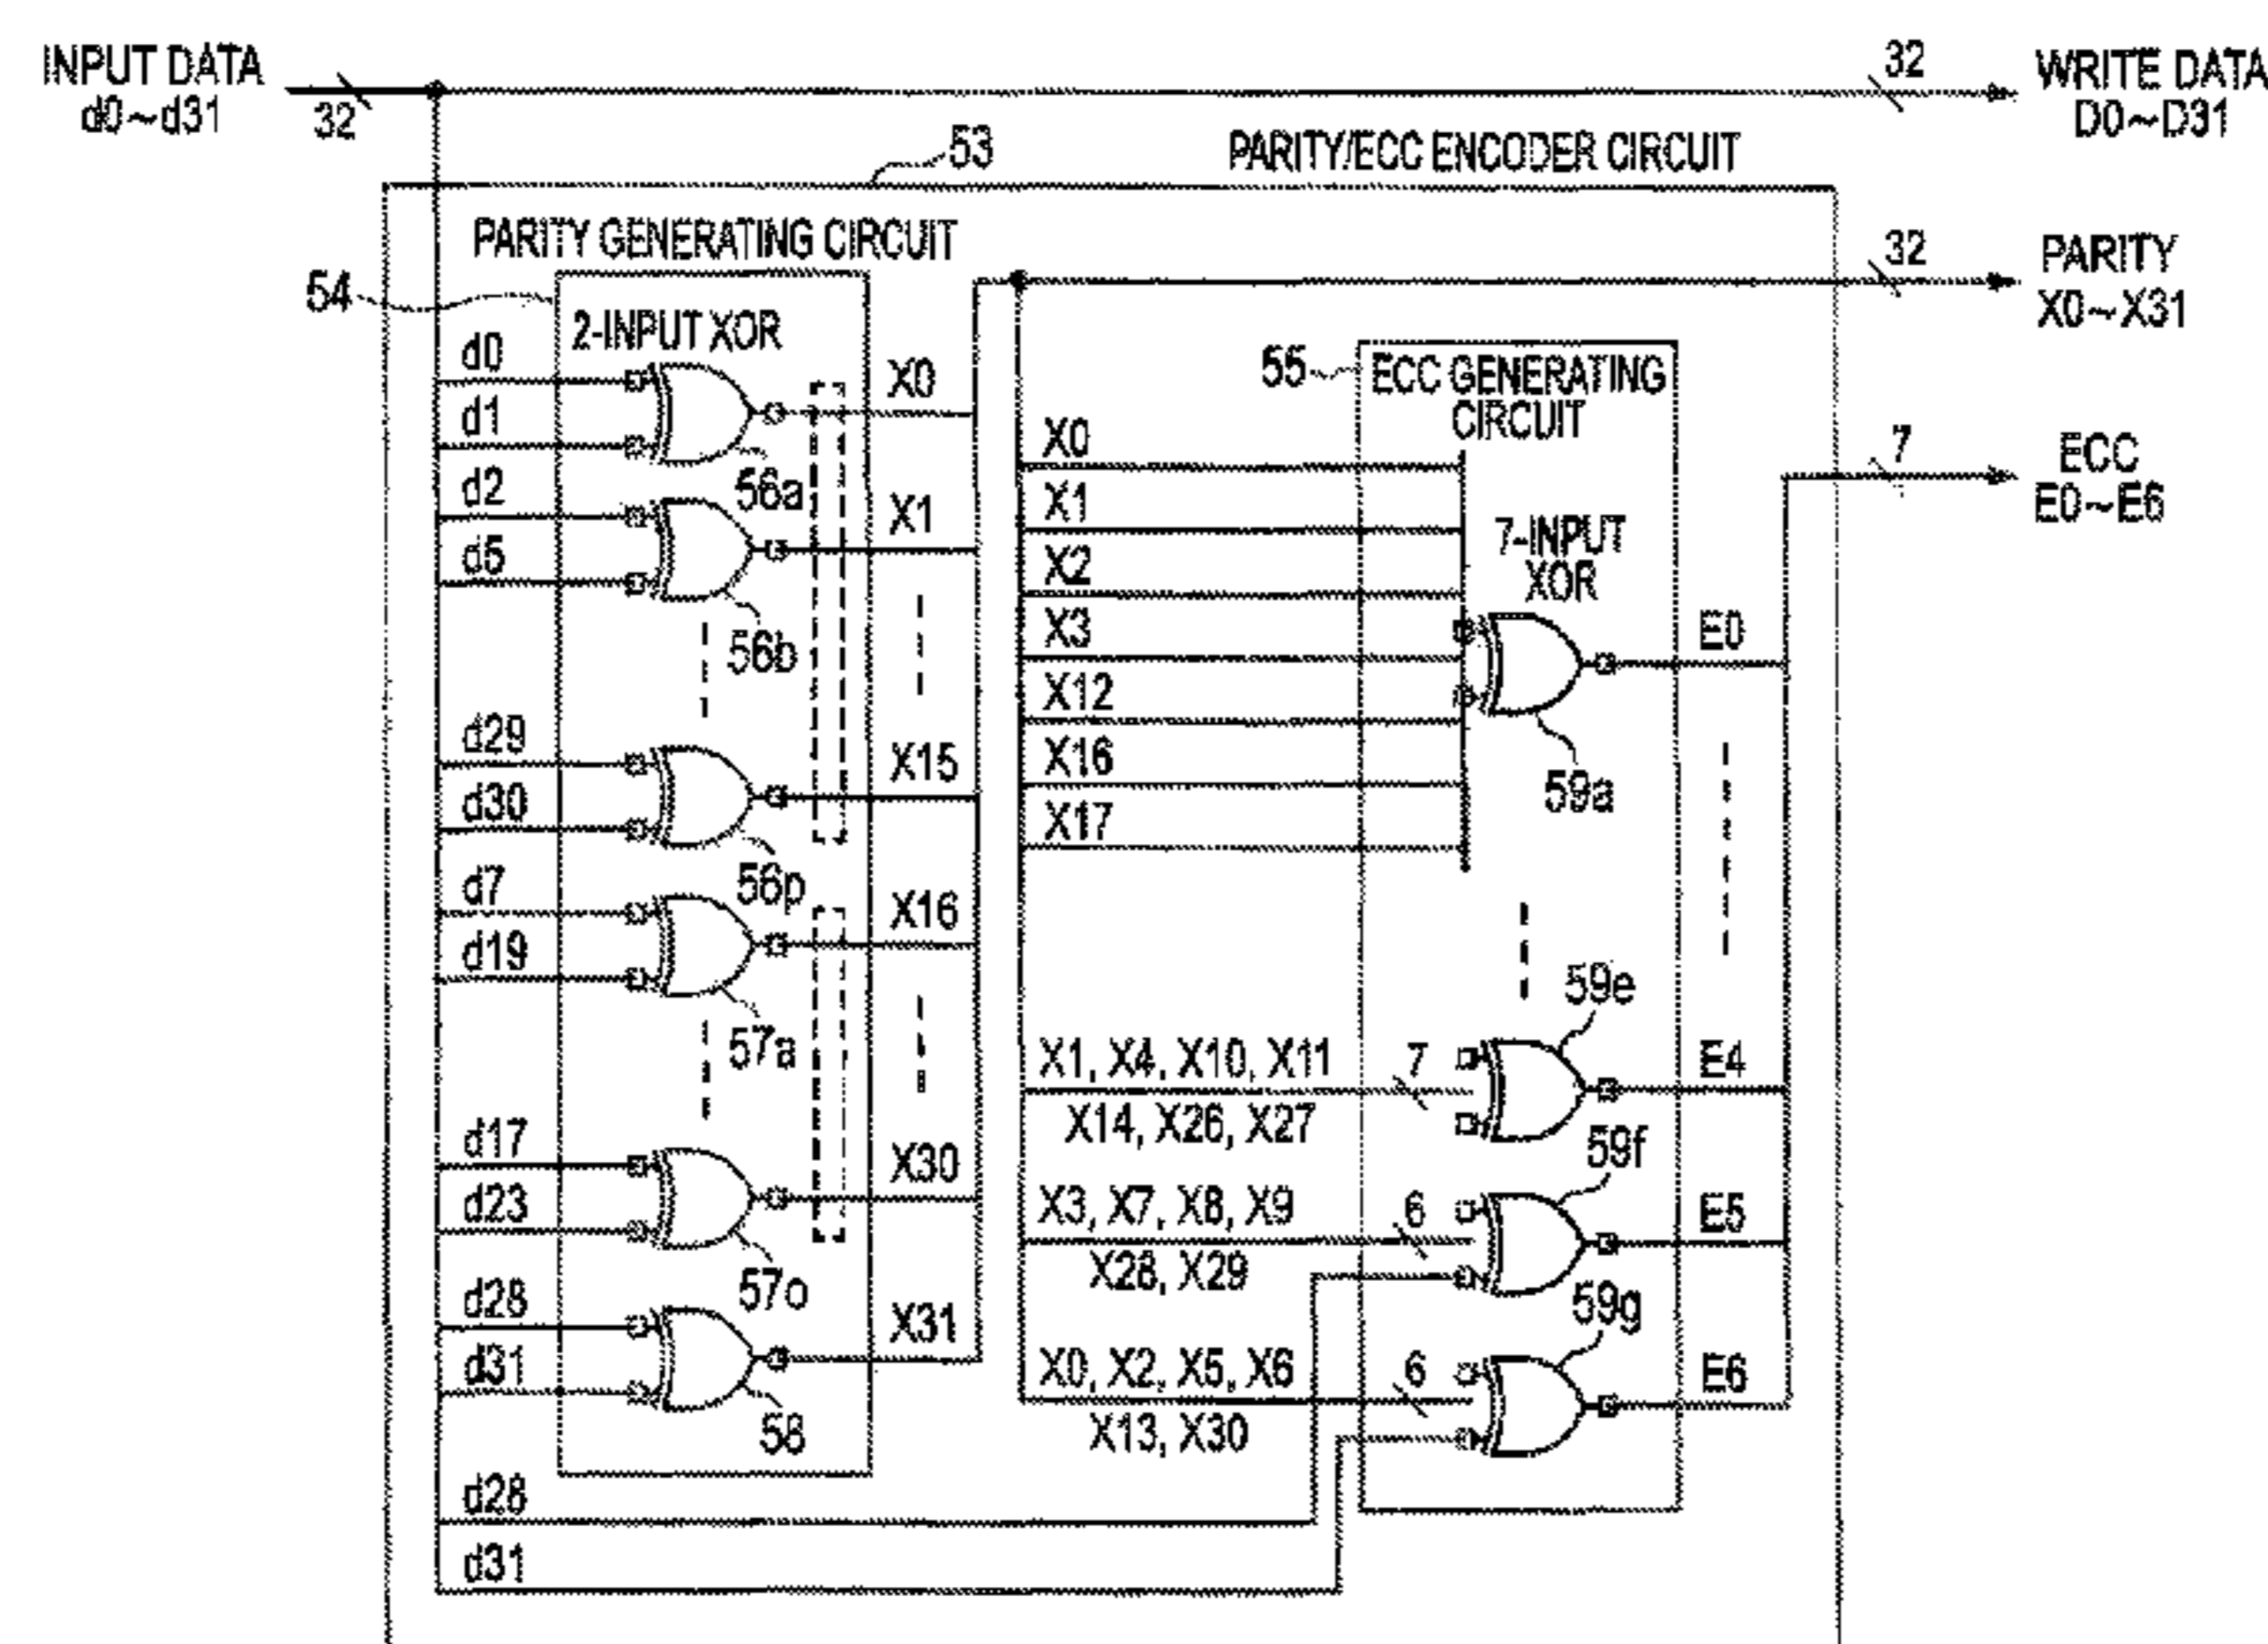 INPUT DATA
d0~d31
32
32
WRITE DATA
D0~D31
53
PARITY/ECC ENCODER CIRCUIT
PARITY GENERATING CIRCUIT
32
PARITY
X0~X31
54
2-INPUT XOR
d0
d1
56a
X0
d2
d5
56b
X1
d29
d30
56p
X15
d7
d19
57a
X16
d17
d23
57o
X30
d28
d31
58
X31
d28
d31
55
ECC GENERATING
CIRCUIT
7
ECC
E0~E6
X0
X1
X2
X3
X12
X16
X17
7-INPUT
XOR
59a
E0
X1, X4, X10, X11
X14, X26, X27
7
59e
E4
X3, X7, X8, X9
X28, X29
6
59f
E5
X0, X2, X5, X6
X13, X30
6
59g
E6